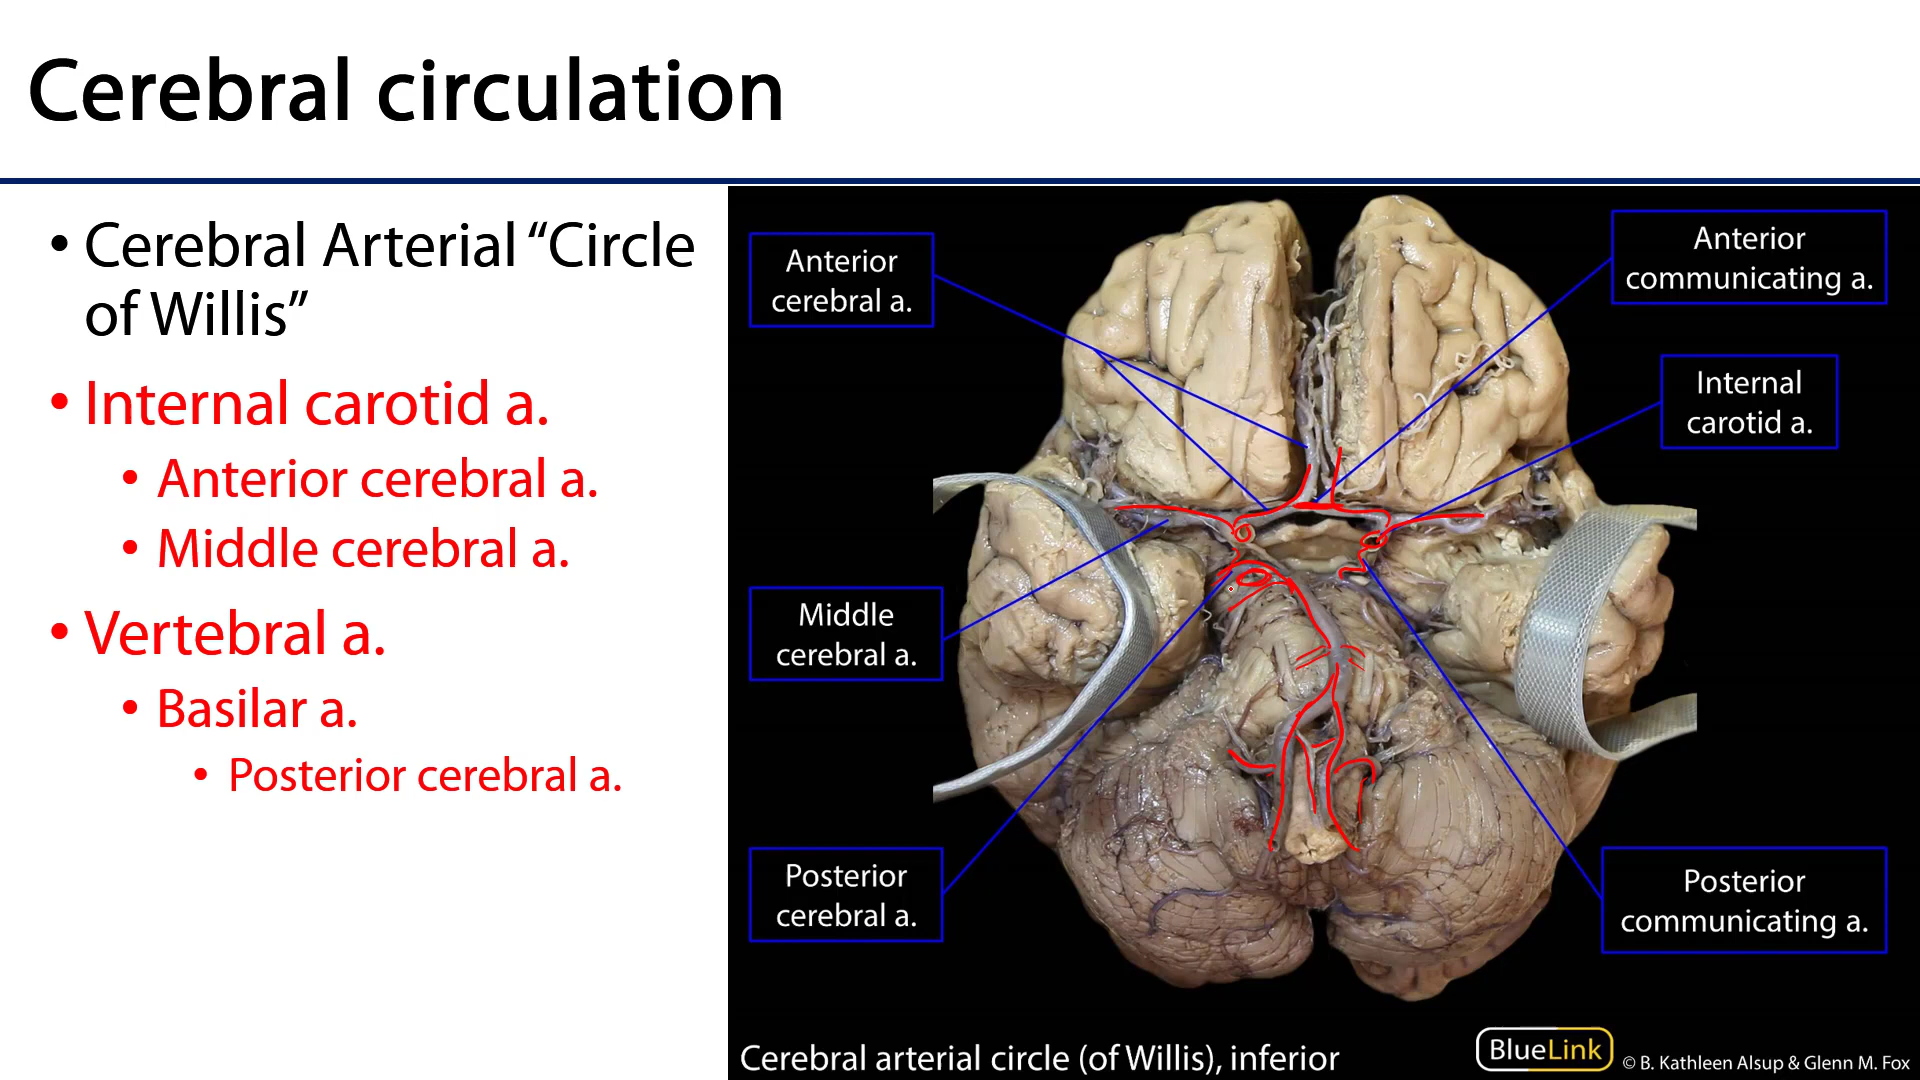 Cerebral circulation
• Cerebral Arterial “Circle
of Willis”
• Internal carotid a.
• Anterior cerebral a.
• Middle cerebral a.
• Vertebral a.
• Basilar a.
• Posterior cerebral a.
Anterior
cerebral a.
Anterior
communicating a.
Internal
carotid a.
Middle
cerebral a.
Posterior
cerebral a.
Posterior
communicating a.
Cerebral arterial circle (of Willis), inferior
BlueLink
© B. Kathleen Alsup & Glenn M. Fox